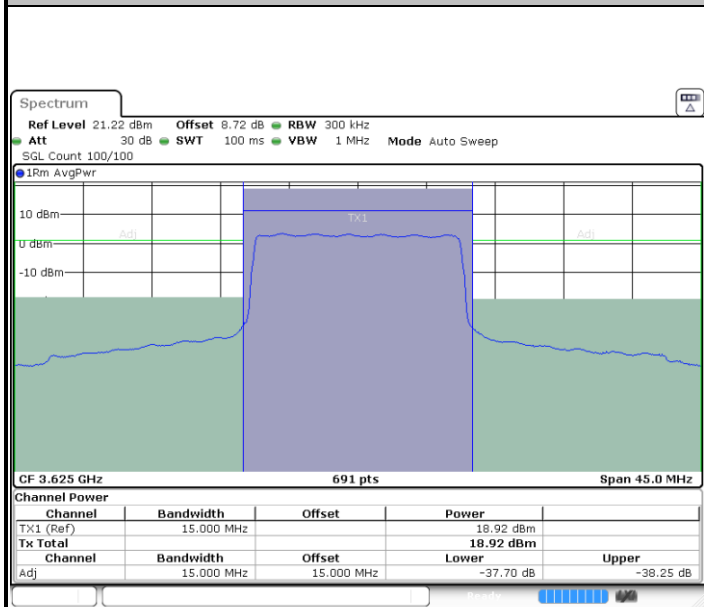 Spectrum
Ref Level 21.22 dBm Offset 8.72 dB RBW 300 kHz
Att 30 dB SWT 100 ms VBW 1 MHz Mode Auto Sweep
SGL Count 100/100
1Rm AvgPwr
10 dBm
TX1
Adj
Adj
0 dBm
-10 dBm
CF 3.625 GHz 691 pts Span 45.0 MHz
Channel Power
Channel Bandwidth Offset Power
TX1 (Ref) 15.000 MHz 18.92 dBm
Tx Total 18.92 dBm
Channel Bandwidth Offset Lower Upper
Adj 15.000 MHz 15.000 MHz -37.70 dB -38.25 dB
Ready